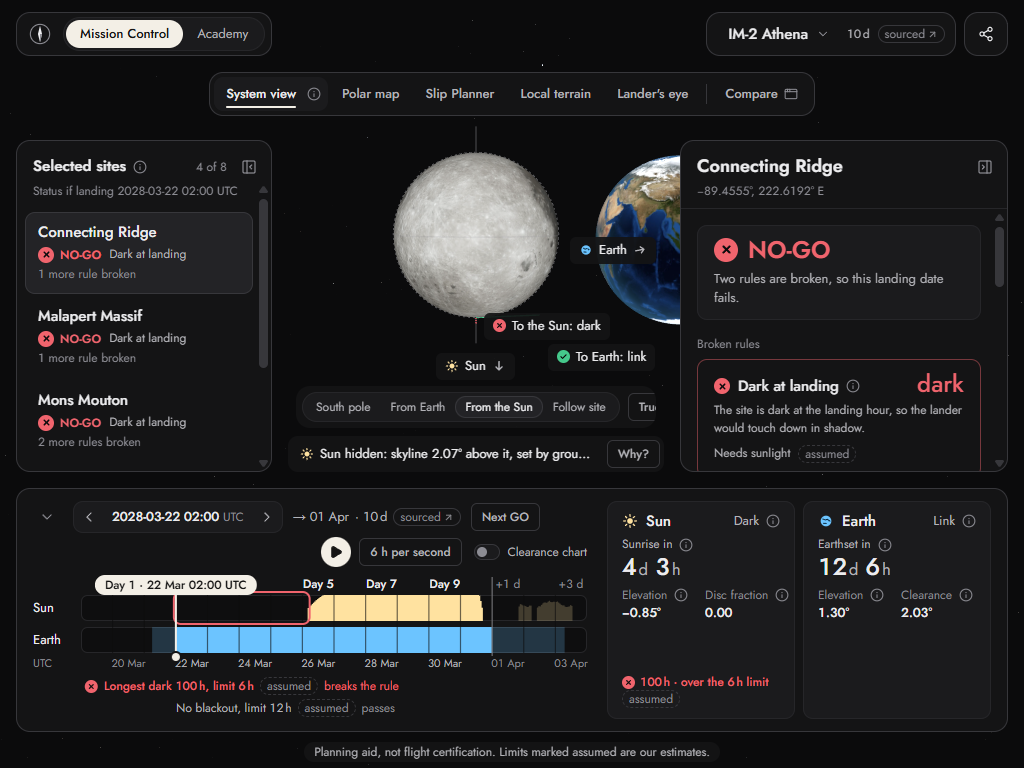 Mission Control
Academy
IM-2 Athena
10 d
sourced ↗
System view
Polar map
Slip Planner
Local terrain
Lander's eye
Compare
Selected sites
4 of 8
Status if landing 2028-03-22 02:00 UTC
Connecting Ridge
NO-GO Dark at landing
1 more rule broken
Malapert Massif
NO-GO Dark at landing
1 more rule broken
Mons Mouton
NO-GO Dark at landing
2 more rules broken
Earth →
To the Sun: dark
To Earth: link
Sun ↓
South pole
From Earth
From the Sun
Follow site
Sun hidden: skyline 2.07° above it, set by grou...
Why?
Connecting Ridge
−89.4555°, 222.6192° E
NO-GO
Two rules are broken, so this landing date
fails.
Broken rules
Dark at landing
dark
The site is dark at the landing hour, so the lander
would touch down in shadow.
Needs sunlight assumed
2028-03-22 02:00 UTC
→ 01 Apr · 10 d sourced ↗
Next GO
6 h per second
Clearance chart
Day 1 · 22 Mar 02:00 UTC
Day 5
Day 7
Day 9
+1 d
+3 d
Sun
Earth
UTC
20 Mar
22 Mar
24 Mar
26 Mar
28 Mar
30 Mar
01 Apr
03 Apr
Longest dark 100 h, limit 6 h assumed breaks the rule
No blackout, limit 12 h assumed passes
Sun
Dark
Sunrise in
4d 3h
Elevation
Disc fraction
−0.85°
0.00
100 h · over the 6 h limit
assumed
Earth
Link
Earthset in
12d 6h
Elevation
Clearance
1.30°
2.03°
Planning aid, not flight certification. Limits marked assumed are our estimates.